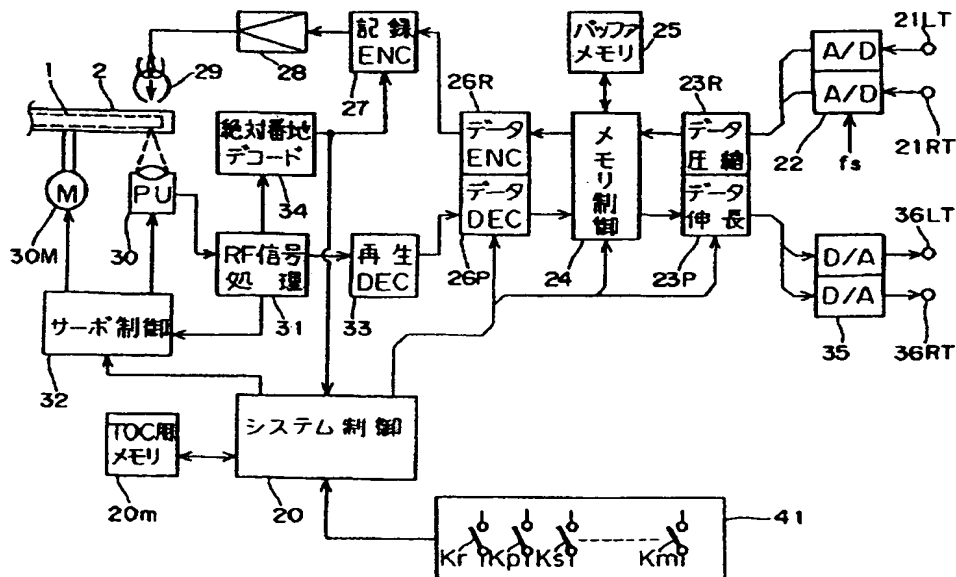 記録
ENC
27
28
29
バッファ
メモリ
25
21LT
A/D
A/D
22
fs
21RT
1
2
26R
23R
絶対番地
デコード
34
データ
ENC
データ
DEC
26P
メモリ制御
24
データ
圧縮
データ
伸長
23P
M
30M
PU
30
RF信号
処理
31
再生
DEC
33
36LT
D/A
D/A
35
36RT
サーボ制御
32
システム制御
20
TOC用
メモリ
20m
41
Kr
Kp
Ks
Km